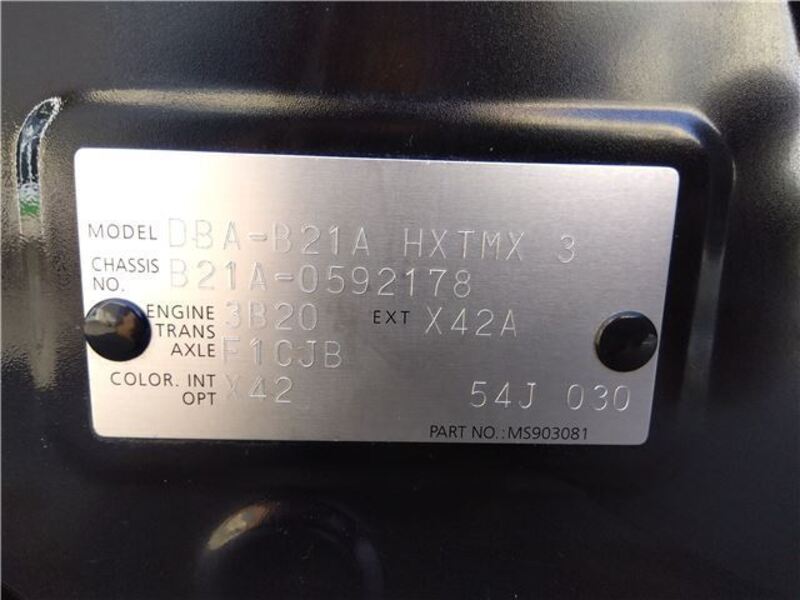 MODEL DBA-B21A HXTMX 3
CHASSIS NO. B21A-0592178
ENGINE 3B20 EXT X42A
TRANS AXLE F1CJB
COLOR. INT X42
OPT 54J 030
PART NO.: MS903081